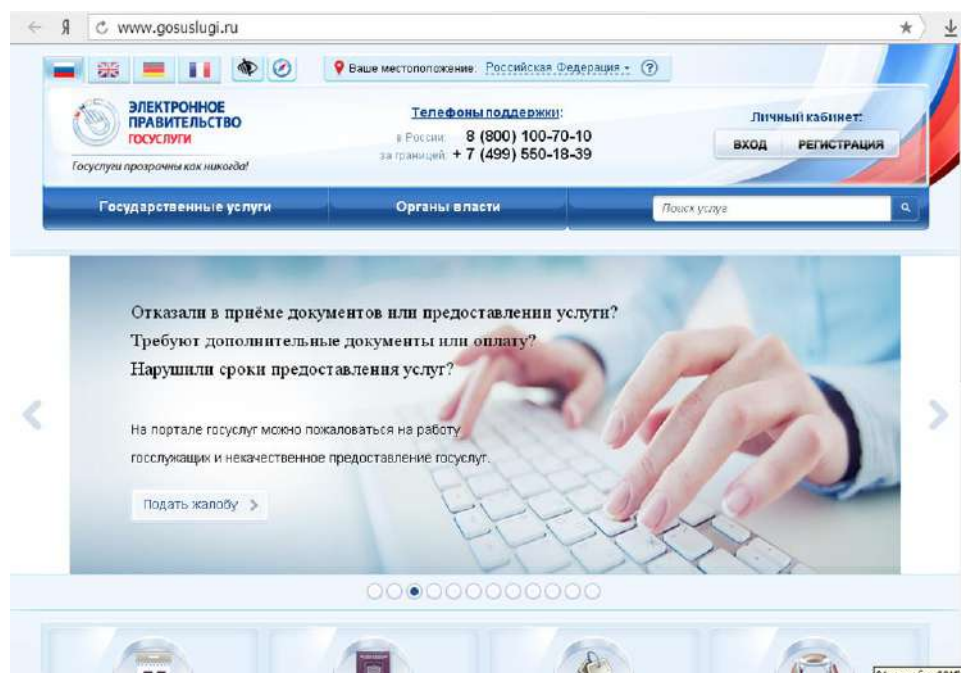 Я www.gosuslugi.ru
Ваше местоположение: Российская Федерация
ЭЛЕКТРОННОЕ
ПРАВИТЕЛЬСТВО
ГОСУСЛУГИ
Госуслуги прозрачны как никогда!
Телефоны поддержки:
в России: 8 (800) 100-70-10
за границей: + 7 (499) 550-18-39
Личный кабинет:
ВХОД РЕГИСТРАЦИЯ
Государственные услуги Органы власти Поиск услуг
Отказали в приёме документов или предоставлении услуги?
Требуют дополнительные документы или оплату?
Нарушили сроки предоставления услуг?
На портале госуслуг можно пожаловаться на работу
госслужащих и некачественное предоставление госуслуг.
Подать жалобу